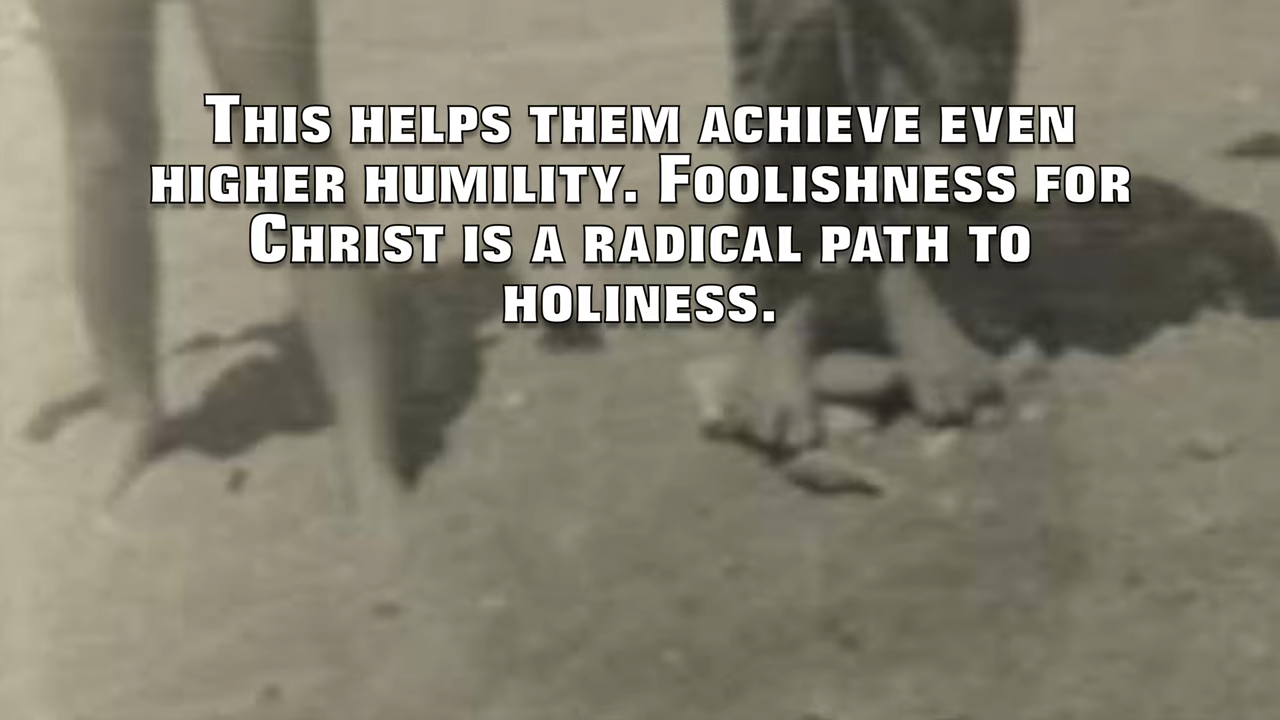 This helps them achieve even
higher humility. Foolishness for
Christ is a radical path to
holiness.